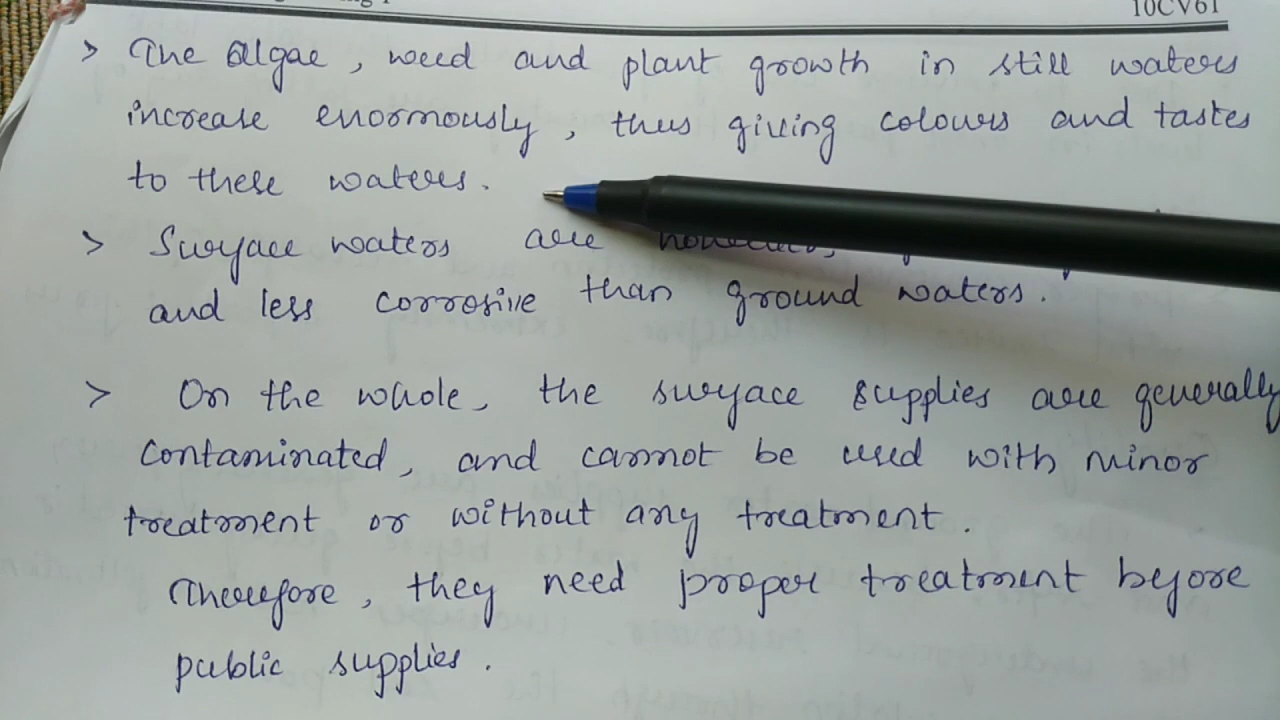 10CV61
> The algae, weed and plant growth in still waters
increase enormously, thus giving colours and tastes
to these waters.
> Surface waters are
and less corrosive than ground waters.
> On the whole, the surface supplies are generally
contaminated, and cannot be used with minor
treatment or without any treatment.
Therefore, they need proper treatment before
public supplies.